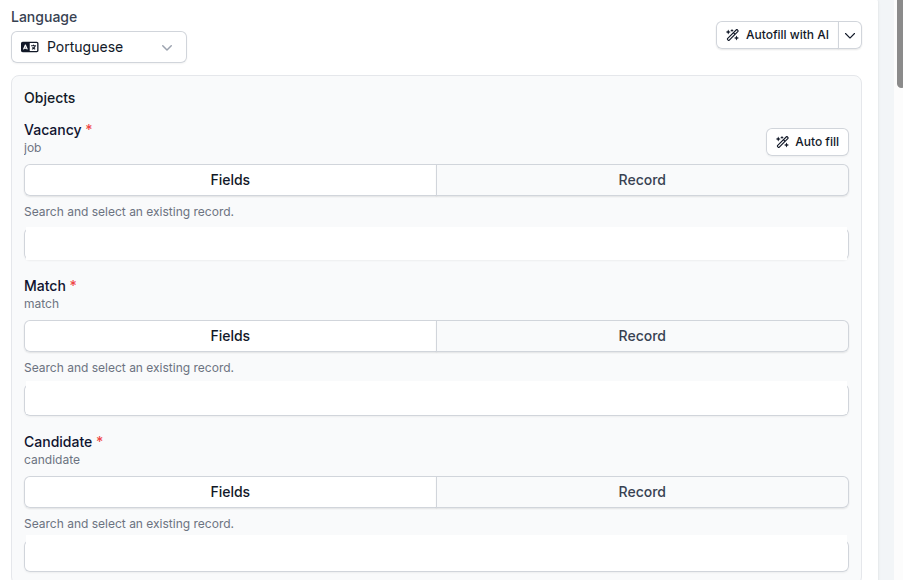 Language
Portuguese
Autofill with AI
Objects
Vacancy *
job
Auto fill
Fields
Record
Search and select an existing record.
Match *
match
Fields
Record
Search and select an existing record.
Candidate *
candidate
Fields
Record
Search and select an existing record.